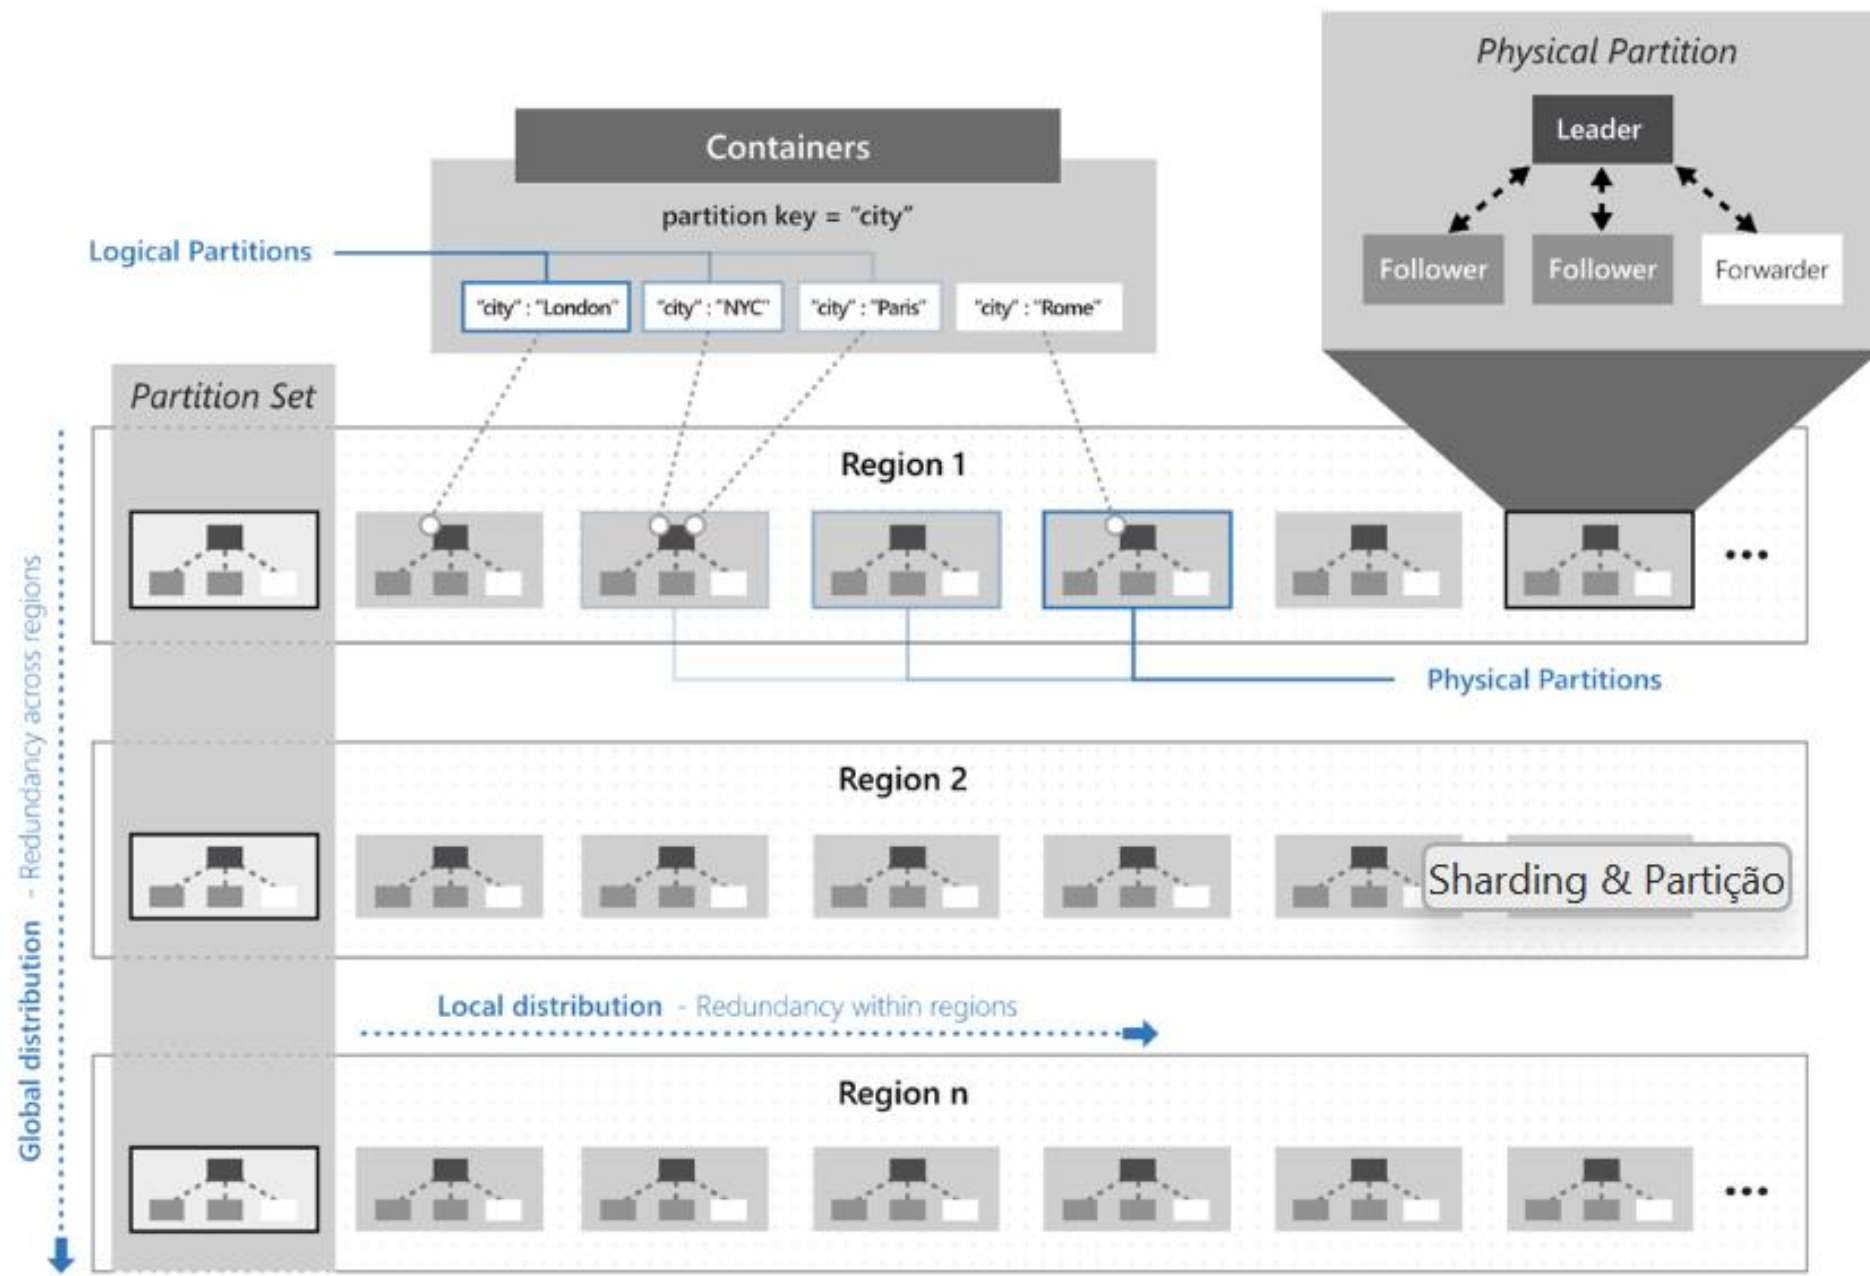 Physical Partition
Leader
Follower
Follower
Forwarder
Containers
partition key = "city"
Logical Partitions
"city" : "London"
"city" : "NYC"
"city" : "Paris"
"city" : "Rome"
Partition Set
Region 1
•••
Physical Partitions
Region 2
Sharding & Partição
Local distribution - Redundancy within regions
Region n
•••
Global distribution - Redundancy across regions